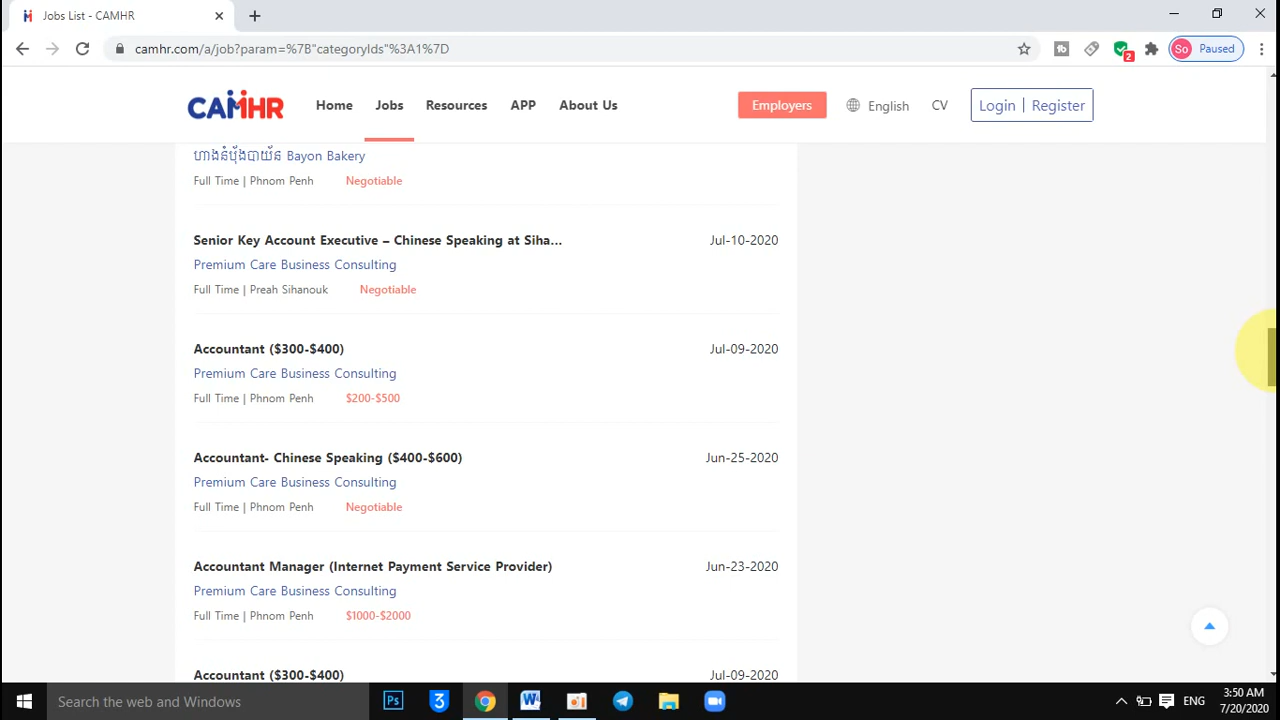 Jobs List - CAMHR
camhr.com/a/job?param=%7B"categoryIds"%3A1%7D
2
So Paused
CAMHR
Home Jobs Resources APP About Us Employers English CV Login | Register
ហាងនំប៉័ងបាយ័ន Bayon Bakery
Full Time | Phnom Penh Negotiable
Senior Key Account Executive – Chinese Speaking at Siha... Jul-10-2020
Premium Care Business Consulting
Full Time | Preah Sihanouk Negotiable
Accountant ($300-$400) Jul-09-2020
Premium Care Business Consulting
Full Time | Phnom Penh $200-$500
Accountant- Chinese Speaking ($400-$600) Jun-25-2020
Premium Care Business Consulting
Full Time | Phnom Penh Negotiable
Accountant Manager (Internet Payment Service Provider) Jun-23-2020
Premium Care Business Consulting
Full Time | Phnom Penh $1000-$2000
Accountant ($300-$400) Jul-09-2020
Search the web and Windows
Ps
3
W
ENG
3:50 AM
7/20/2020